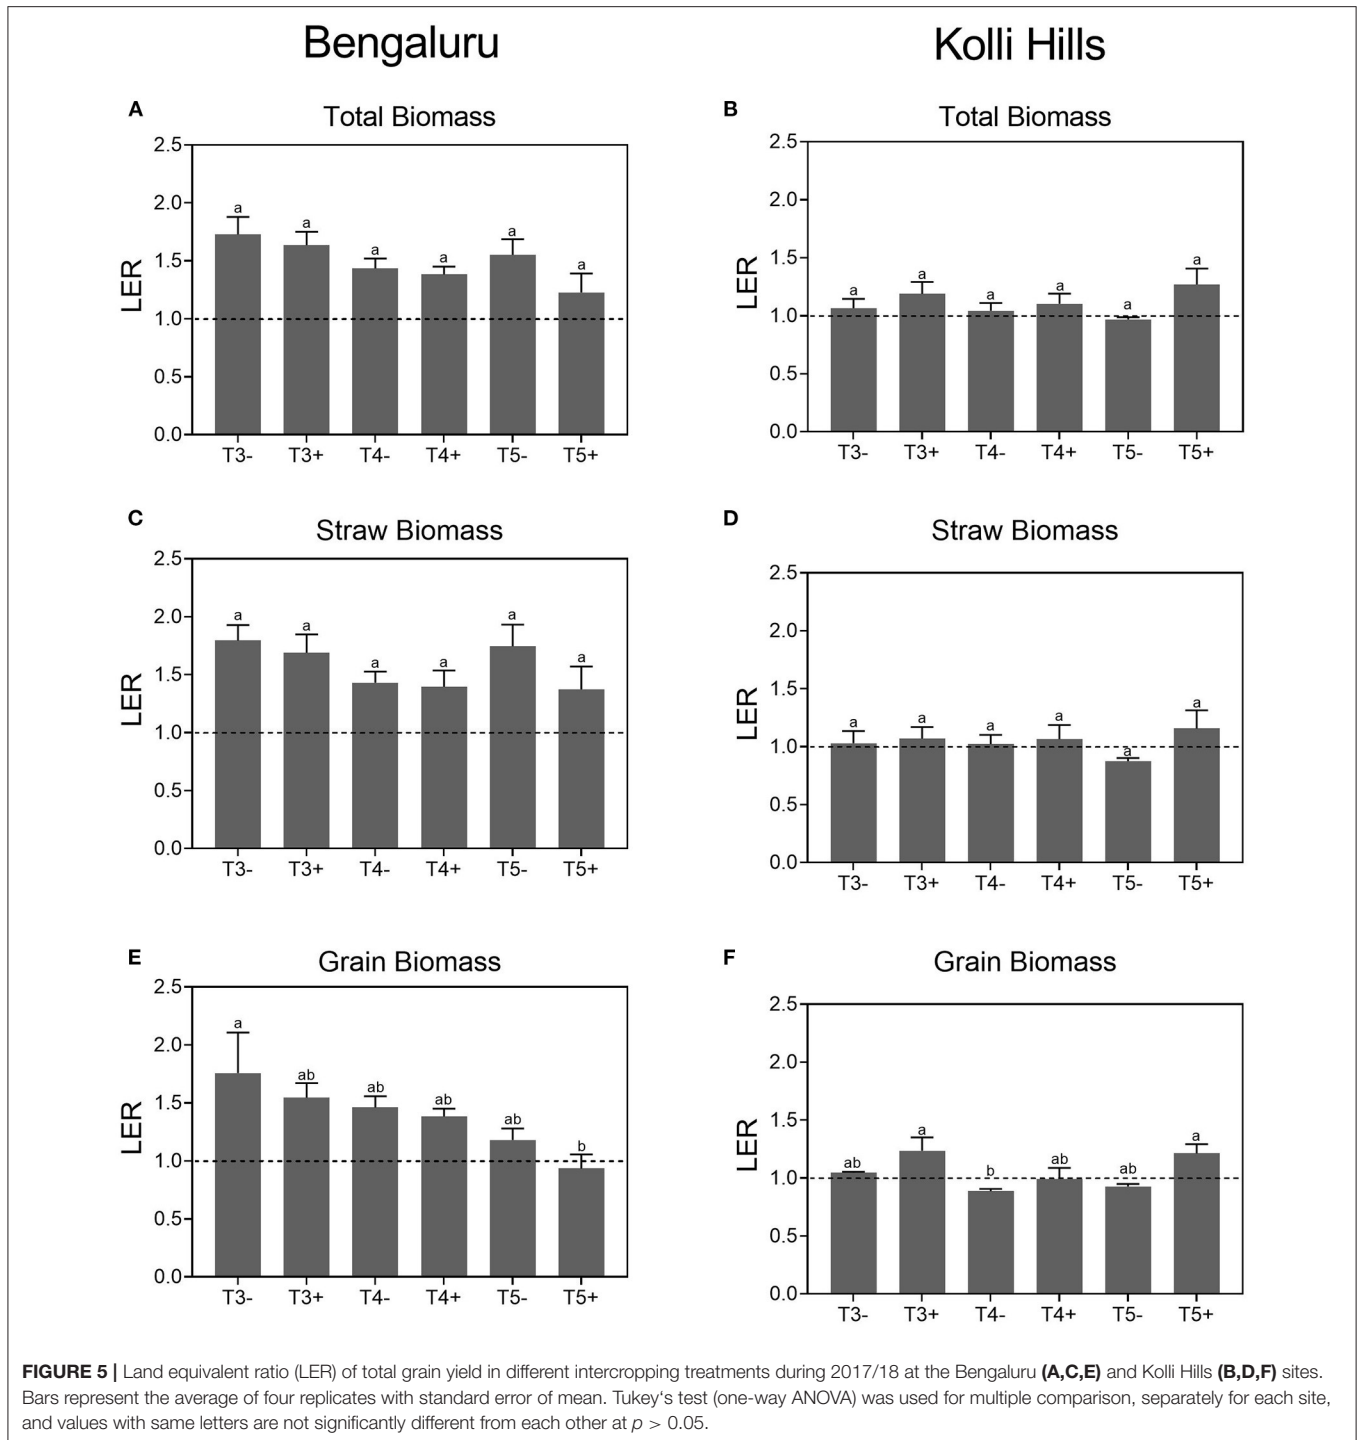 Bengaluru
Kolli Hills
A
Total Biomass
2.5
2.0
1.5
1.0
0.5
0.0
LER
a
a
a
a
a
a
T3-
T3+
T4-
T4+
T5-
T5+
B
Total Biomass
2.5
2.0
1.5
1.0
0.5
0.0
LER
a
a
a
a
a
a
T3-
T3+
T4-
T4+
T5-
T5+
C
Straw Biomass
2.5
2.0
1.5
1.0
0.5
0.0
LER
a
a
a
a
a
a
T3-
T3+
T4-
T4+
T5-
T5+
D
Straw Biomass
2.5
2.0
1.5
1.0
0.5
0.0
LER
a
a
a
a
a
a
T3-
T3+
T4-
T4+
T5-
T5+
E
Grain Biomass
2.5
2.0
1.5
1.0
0.5
0.0
LER
a
ab
ab
ab
ab
b
T3-
T3+
T4-
T4+
T5-
T5+
F
Grain Biomass
2.5
2.0
1.5
1.0
0.5
0.0
LER
ab
a
b
ab
ab
a
T3-
T3+
T4-
T4+
T5-
T5+
FIGURE 5 | Land equivalent ratio (LER) of total grain yield in different intercropping treatments during 2017/18 at the Bengaluru (A,C,E) and Kolli Hills (B,D,F) sites.
Bars represent the average of four replicates with standard error of mean. Tukey‘s test (one-way ANOVA) was used for multiple comparison, separately for each site,
and values with same letters are not significantly different from each other at p > 0.05.